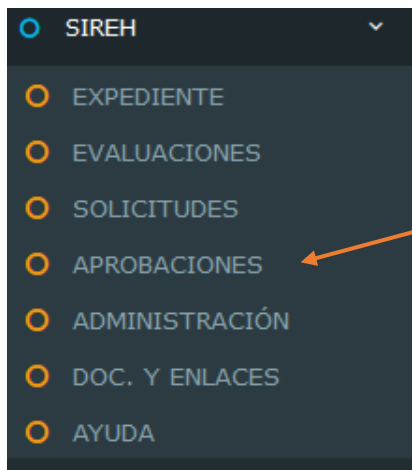 SIREH
EXPEDIENTE
EVALUACIONES
SOLICITUDES
APROBACIONES
ADMINISTRACIÓN
DOC. Y ENLACES
AYUDA